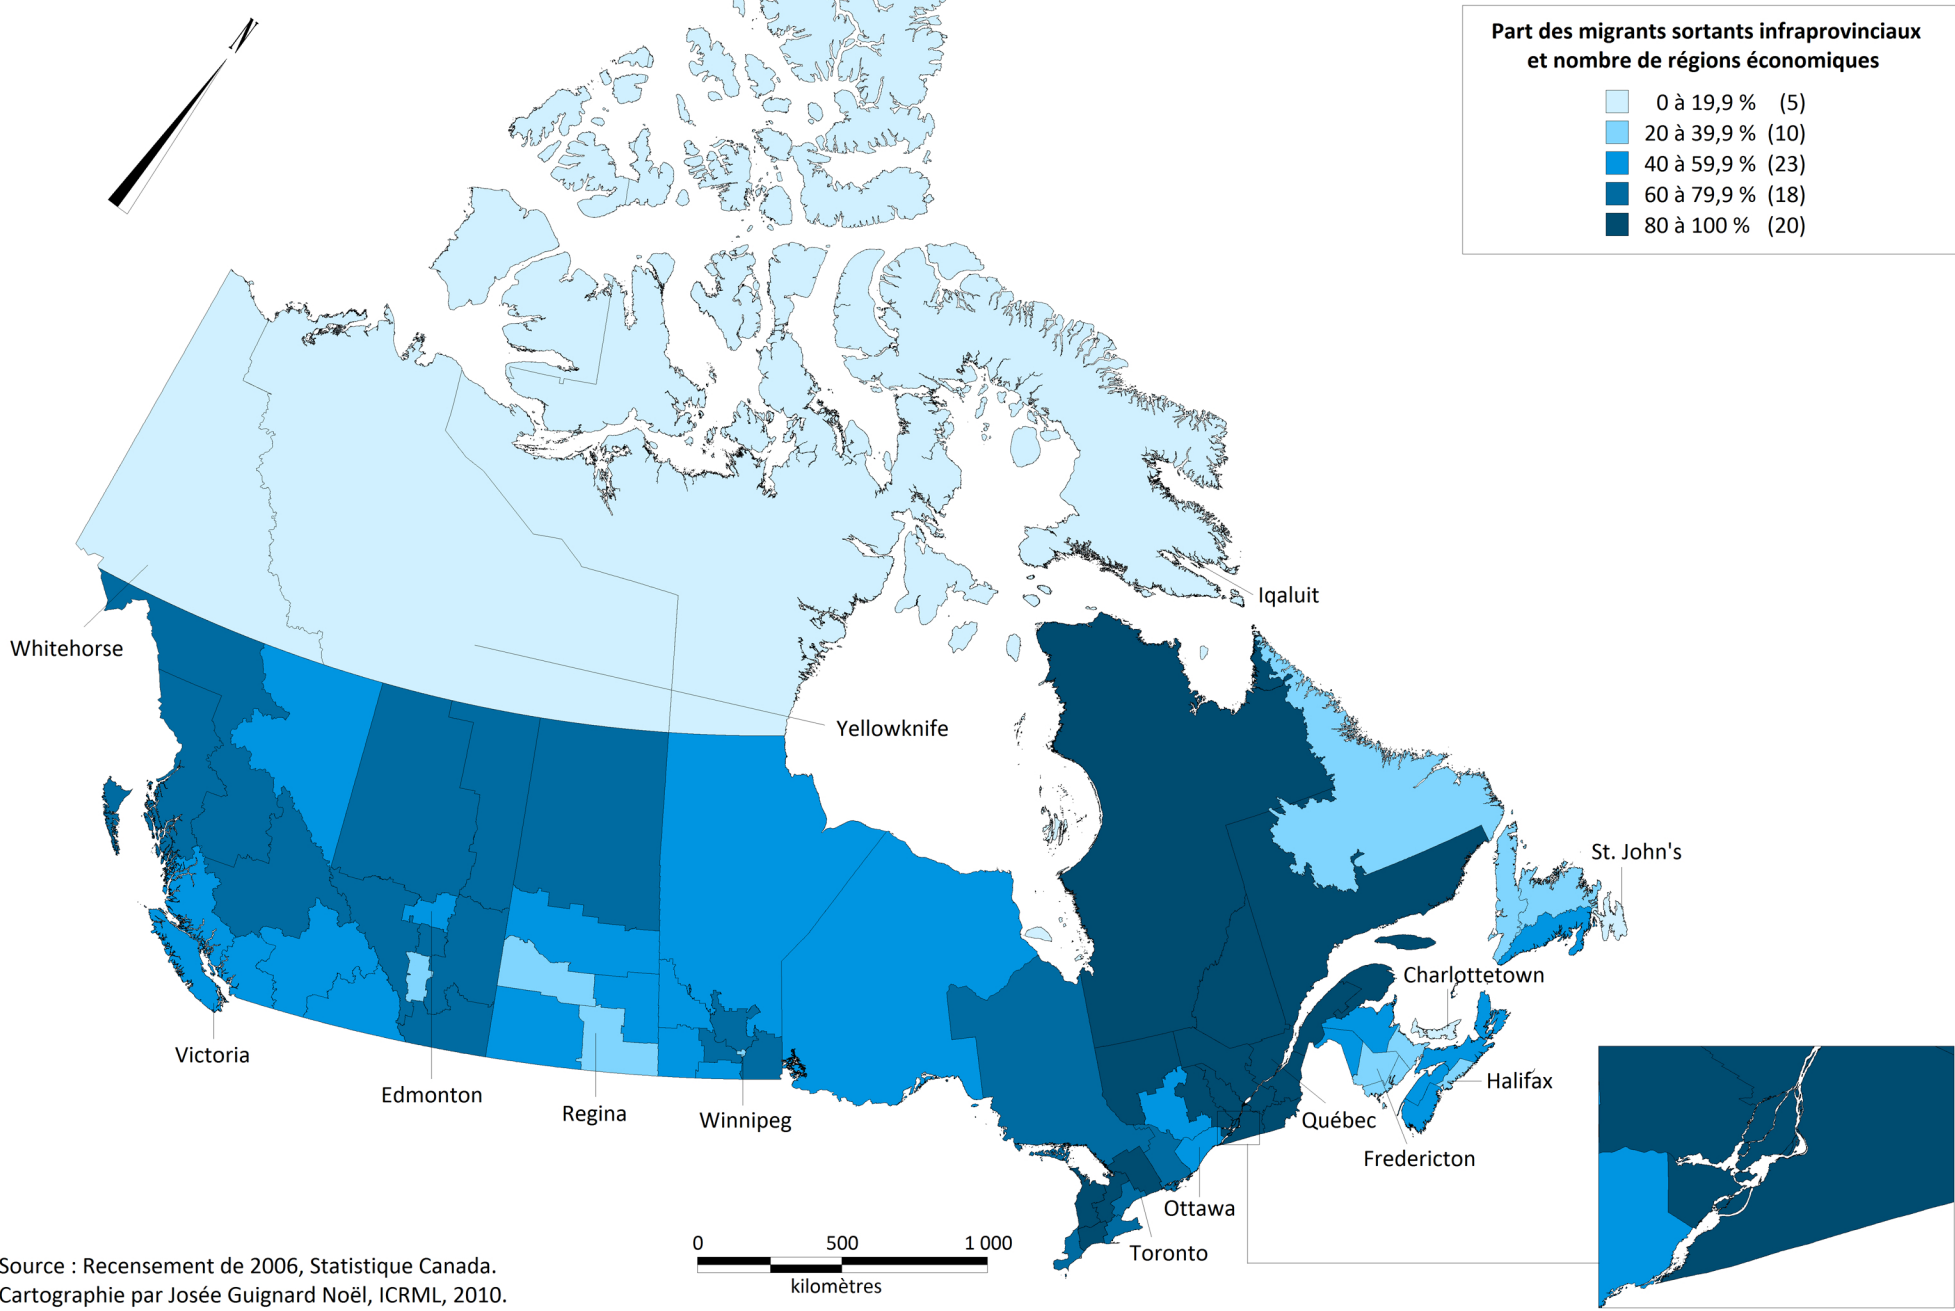 Part des migrants sortants infraprovinciaux
et nombre de régions économiques
0 à 19,9 % (5)
20 à 39,9 % (10)
40 à 59,9 % (23)
60 à 79,9 % (18)
80 à 100 % (20)
Iqaluit
Whitehorse
Yellowknife
St. John's
Charlottetown
Victoria
Edmonton
Regina
Winnipeg
Halifax
Québec
Fredericton
Ottawa
Toronto
0 500 1 000
kilomètres
Source : Recensement de 2006, Statistique Canada.
Cartographie par Josée Guignard Noël, ICRML, 2010.